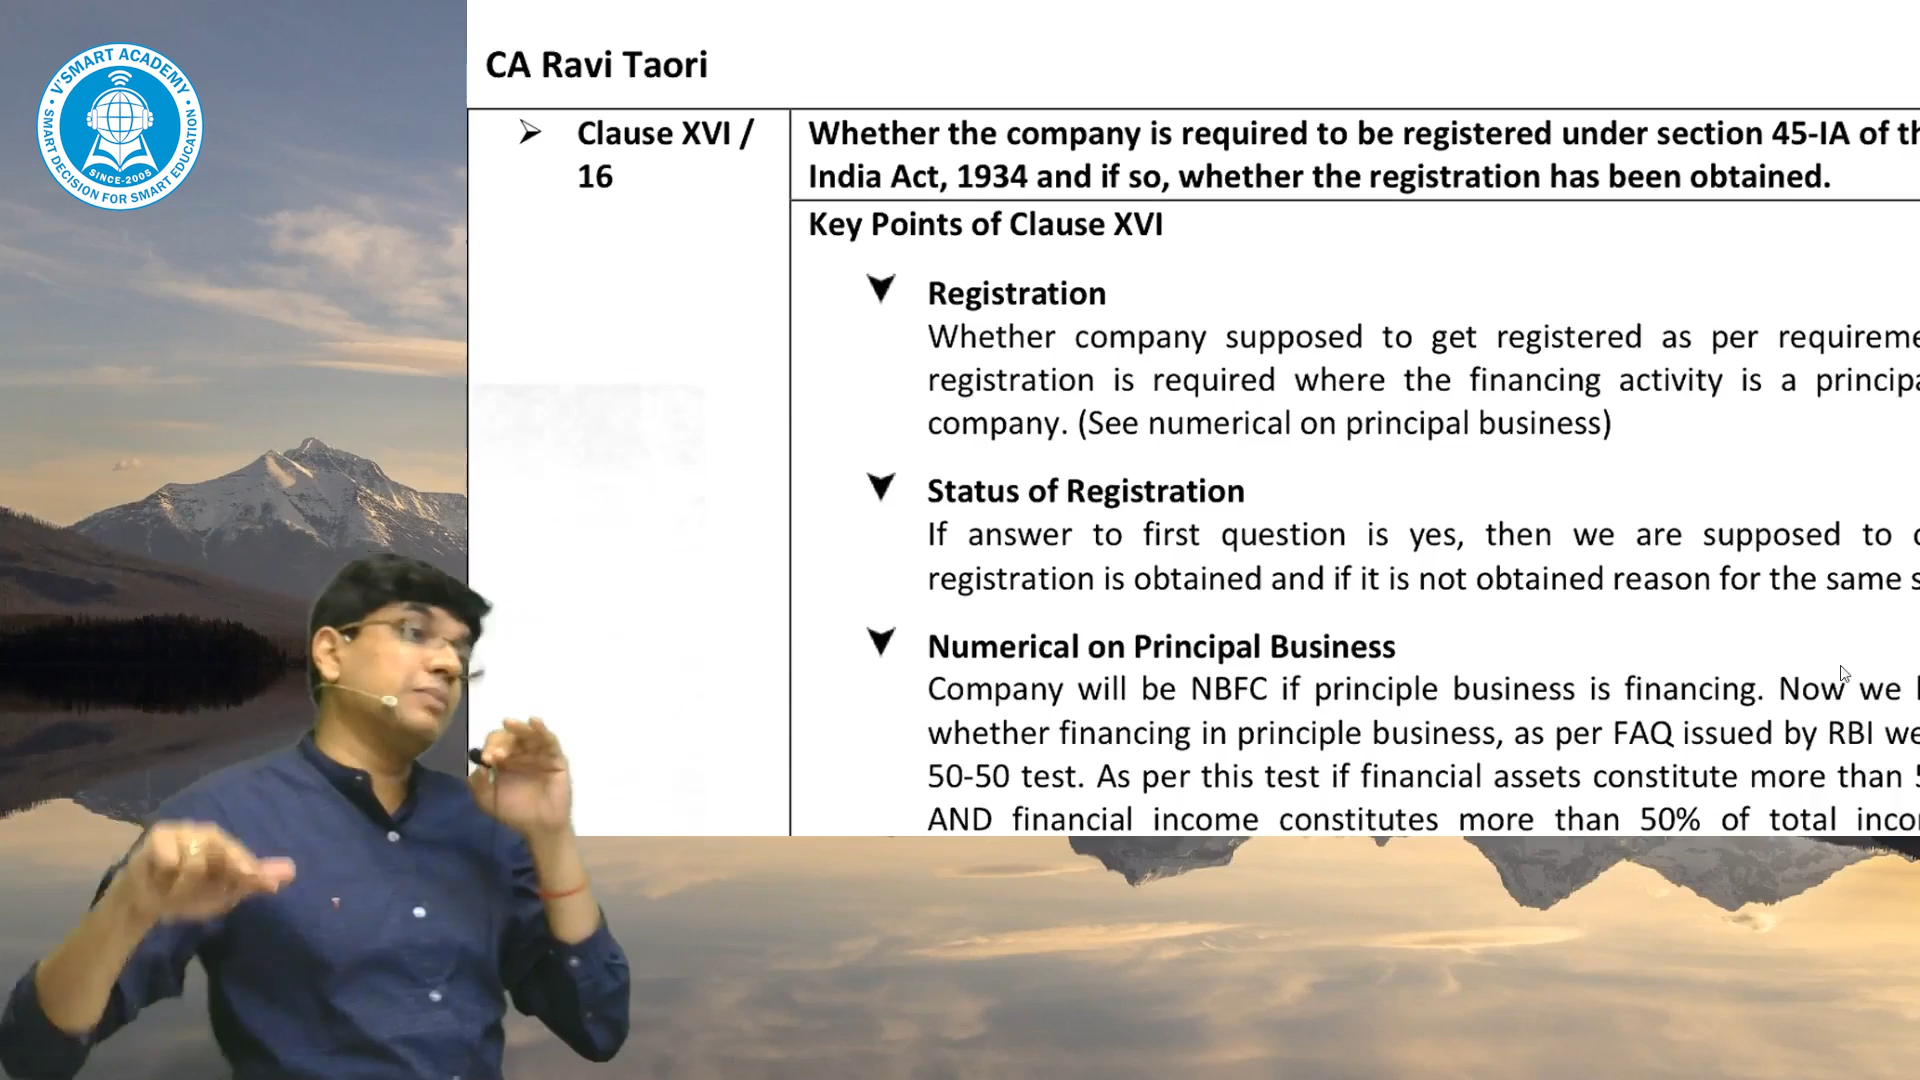 V'SMART ACADEMY
SINCE-2005
SMART DECISION FOR SMART EDUCATION
CA Ravi Taori
Clause XVI /
16
Whether the company is required to be registered under section 45-IA of
India Act, 1934 and if so, whether the registration has been obtained.
Key Points of Clause XVI
Registration
Whether company supposed to get registered as per
registration is required where the financing activity is a
company. (See numerical on principal business)
Status of Registration
If answer to first question is yes, then we are supposed to
registration is obtained and if it is not obtained reason for the same
Numerical on Principal Business
Company will be NBFC if principle business is financing. Now we
whether financing in principle business, as per FAQ issued by RBI
50-50 test. As per this test if financial assets constitute more than
AND financial income constitutes more than 50% of total